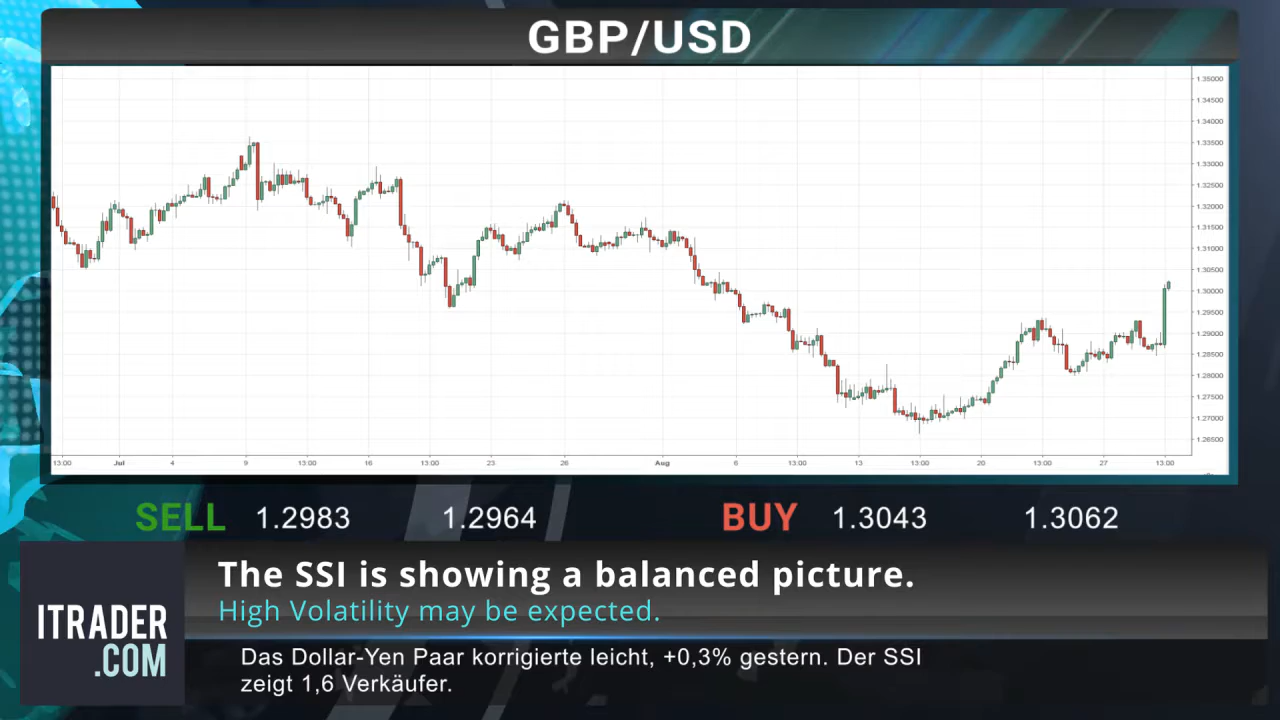 GBP/USD
1.35000
1.34500
1.34000
1.33500
1.33000
1.32500
1.32000
1.31500
1.31000
1.30500
1.30000
1.29500
1.29000
1.28500
1.28000
1.27500
1.27000
1.26500
13:00 Jul 4 9 13:00 16 13:00 23 26 Aug 6 13:00 13 13:00 20 13:00 27 13:00
SELL 1.2983 1.2964 BUY 1.3043 1.3062
The SSI is showing a balanced picture.
High Volatility may be expected.
ITRADER
.COM
Das Dollar-Yen Paar korrigierte leicht, +0,3% gestern. Der SSI
zeigt 1,6 Verkäufer.